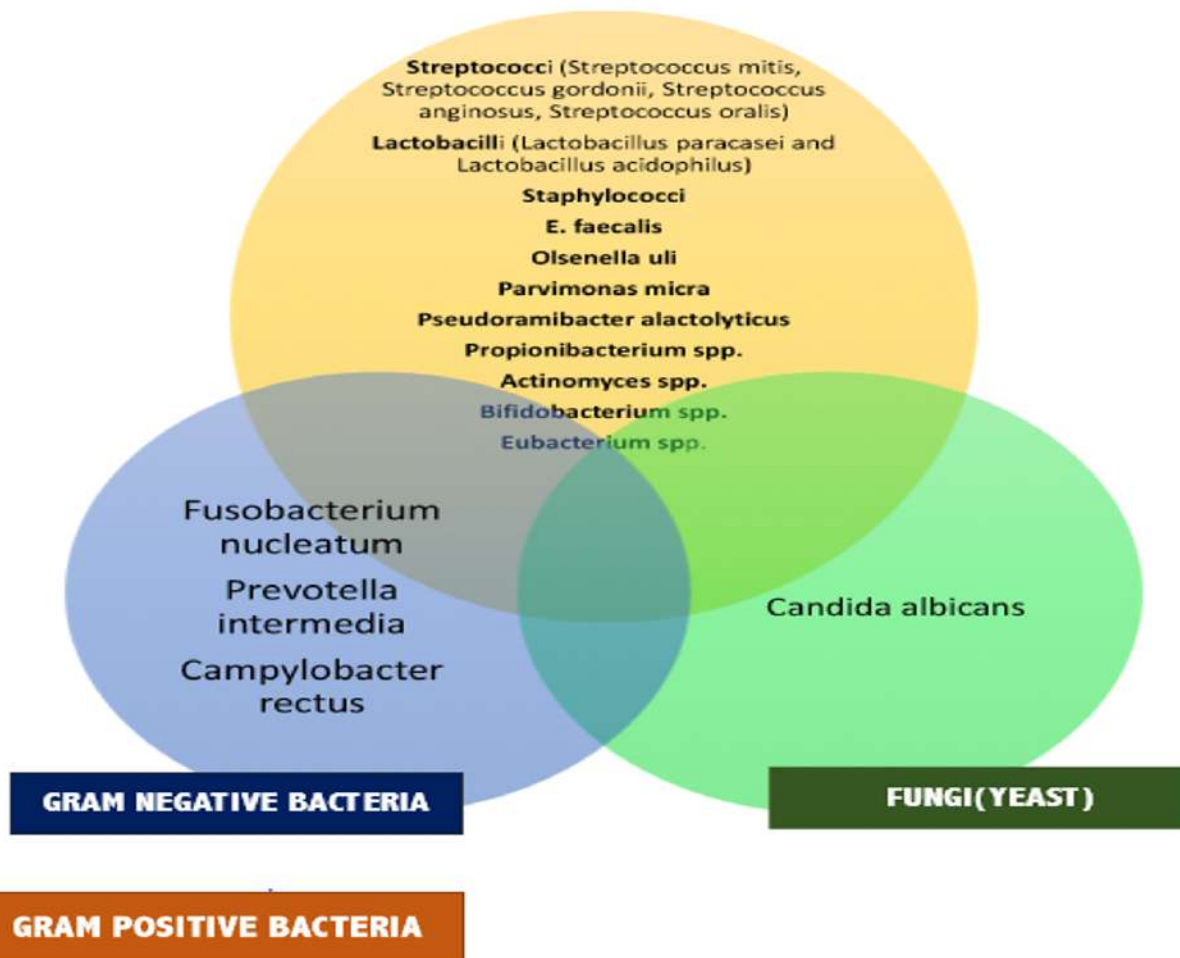 Streptococci (Streptococcus mitis,
Streptococcus gordonii, Streptococcus
anginosus, Streptococcus oralis)
Lactobacilli (Lactobacillus paracasei and
Lactobacillus acidophilus)
Staphylococci
E. faecalis
Olsenella uli
Parvimonas micra
Pseudoramibacter alactolyticus
Propionibacterium spp.
Actinomyces spp.
Bifidobacterium spp.
Eubacterium spp.
Fusobacterium
nucleatum
Prevotella
intermedia
Campylobacter
rectus
Candida albicans
GRAM NEGATIVE BACTERIA
FUNGI(YEAST)
GRAM POSITIVE BACTERIA